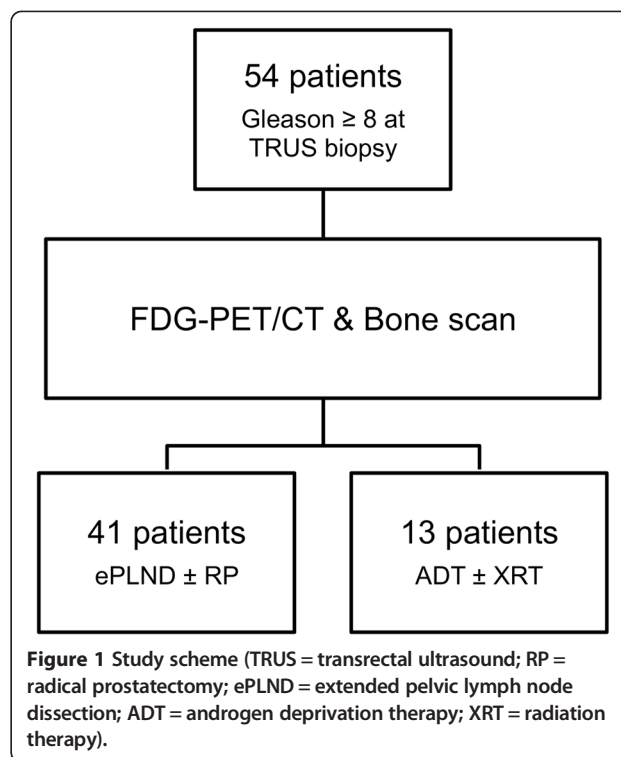 54 patients
Gleason ≥ 8 at
TRUS biopsy
FDG-PET/CT & Bone scan
41 patients
ePLND ± RP
13 patients
ADT ± XRT
Figure 1 Study scheme (TRUS = transrectal ultrasound; RP =
radical prostatectomy; ePLND = extended pelvic lymph node
dissection; ADT = androgen deprivation therapy; XRT = radiation
therapy).